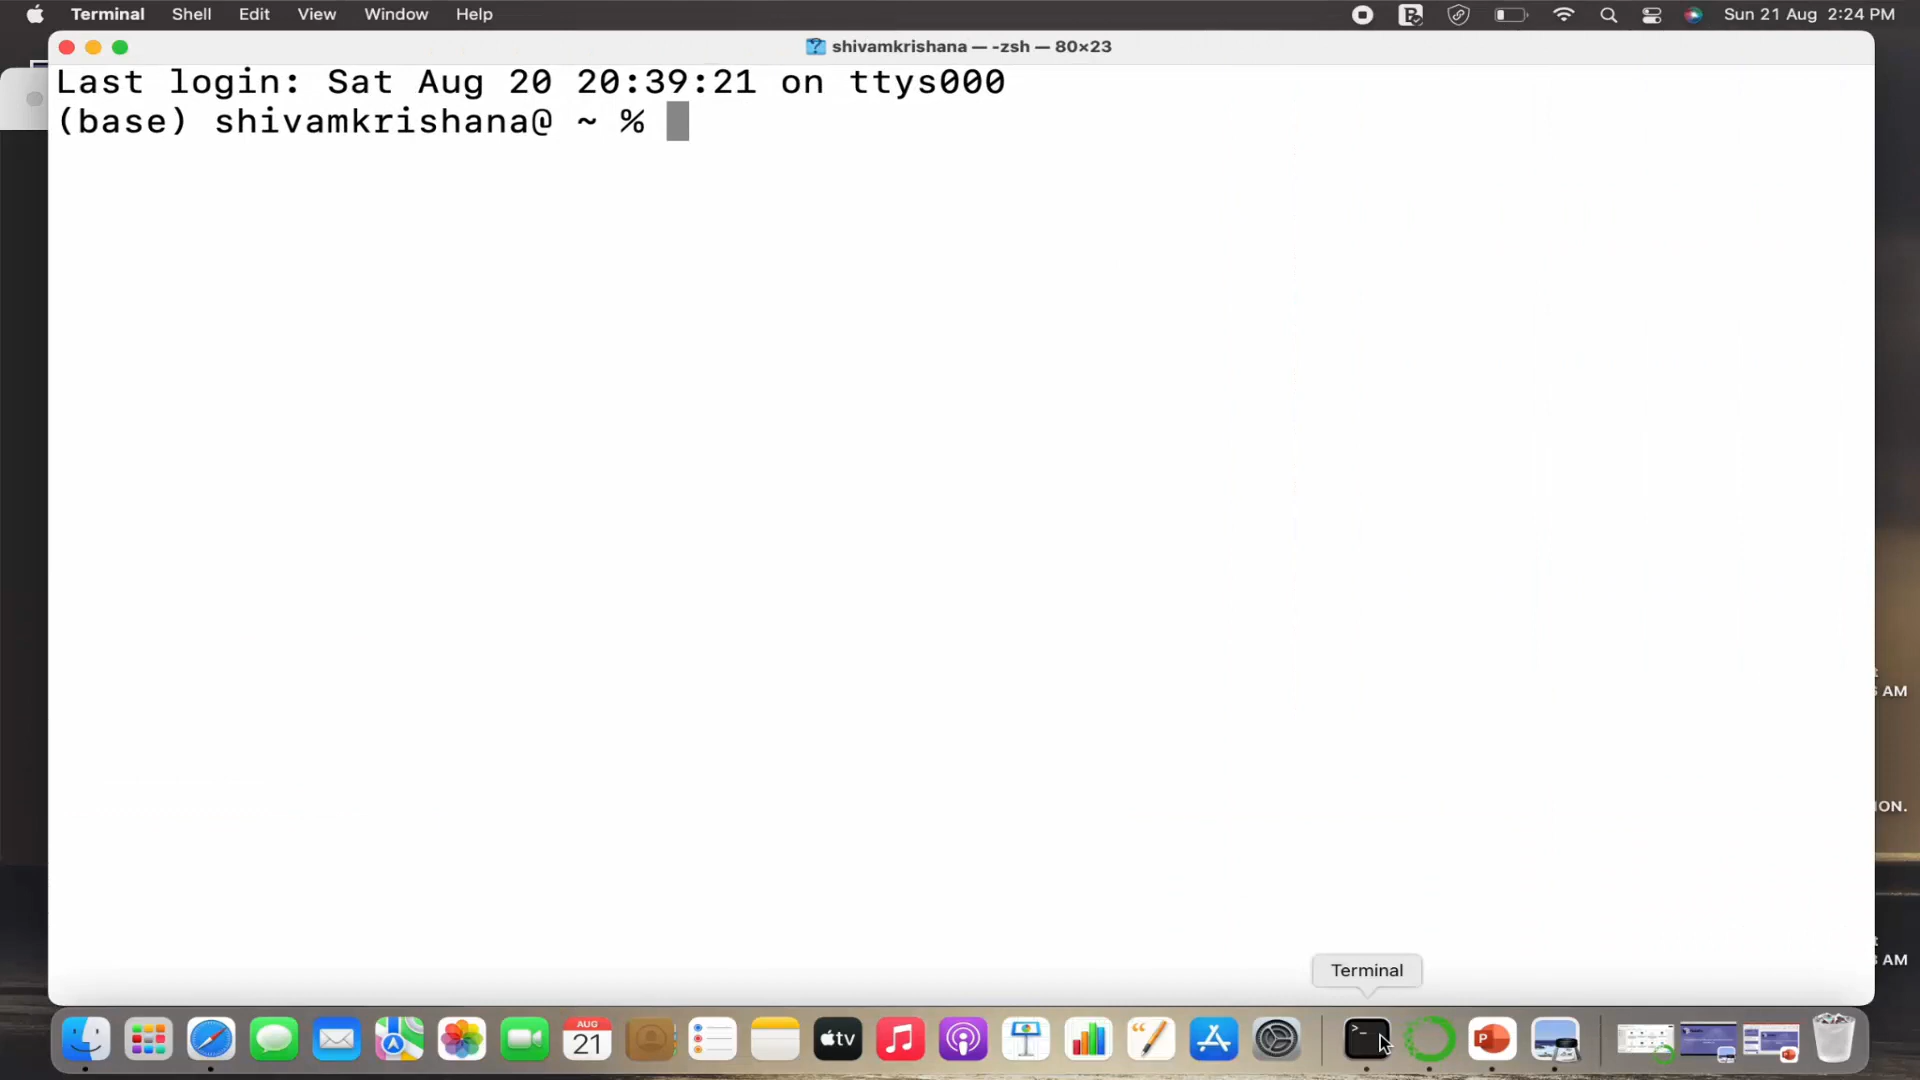 Terminal Shell Edit View Window Help Sun 21 Aug 2:24 PM
shivamkrishana — -zsh — 80×23
Last login: Sat Aug 20 20:39:21 on ttys000
(base) shivamkrishana@ ~ %
AM
ION.
AM
Terminal
AUG
21
tv